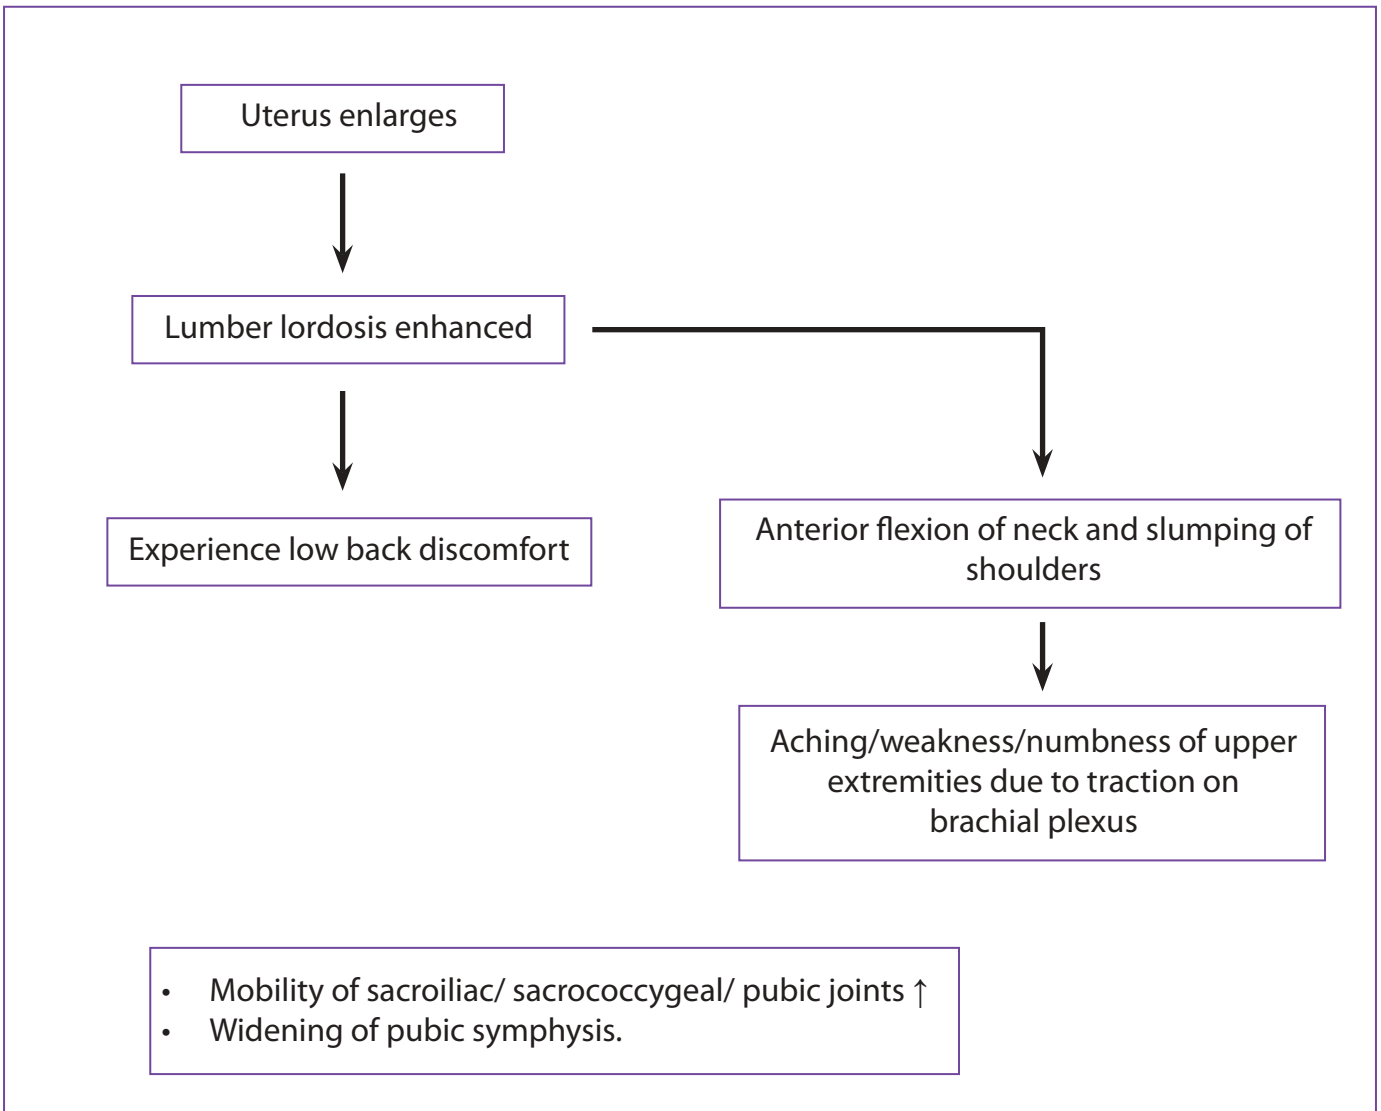 Uterus enlarges
Lumber lordosis enhanced
Experience low back discomfort
Anterior flexion of neck and slumping of
shoulders
Aching/weakness/numbness of upper
extremities due to traction on
brachial plexus
• Mobility of sacroiliac/ sacrococcygeal/ pubic joints ↑
• Widening of pubic symphysis.